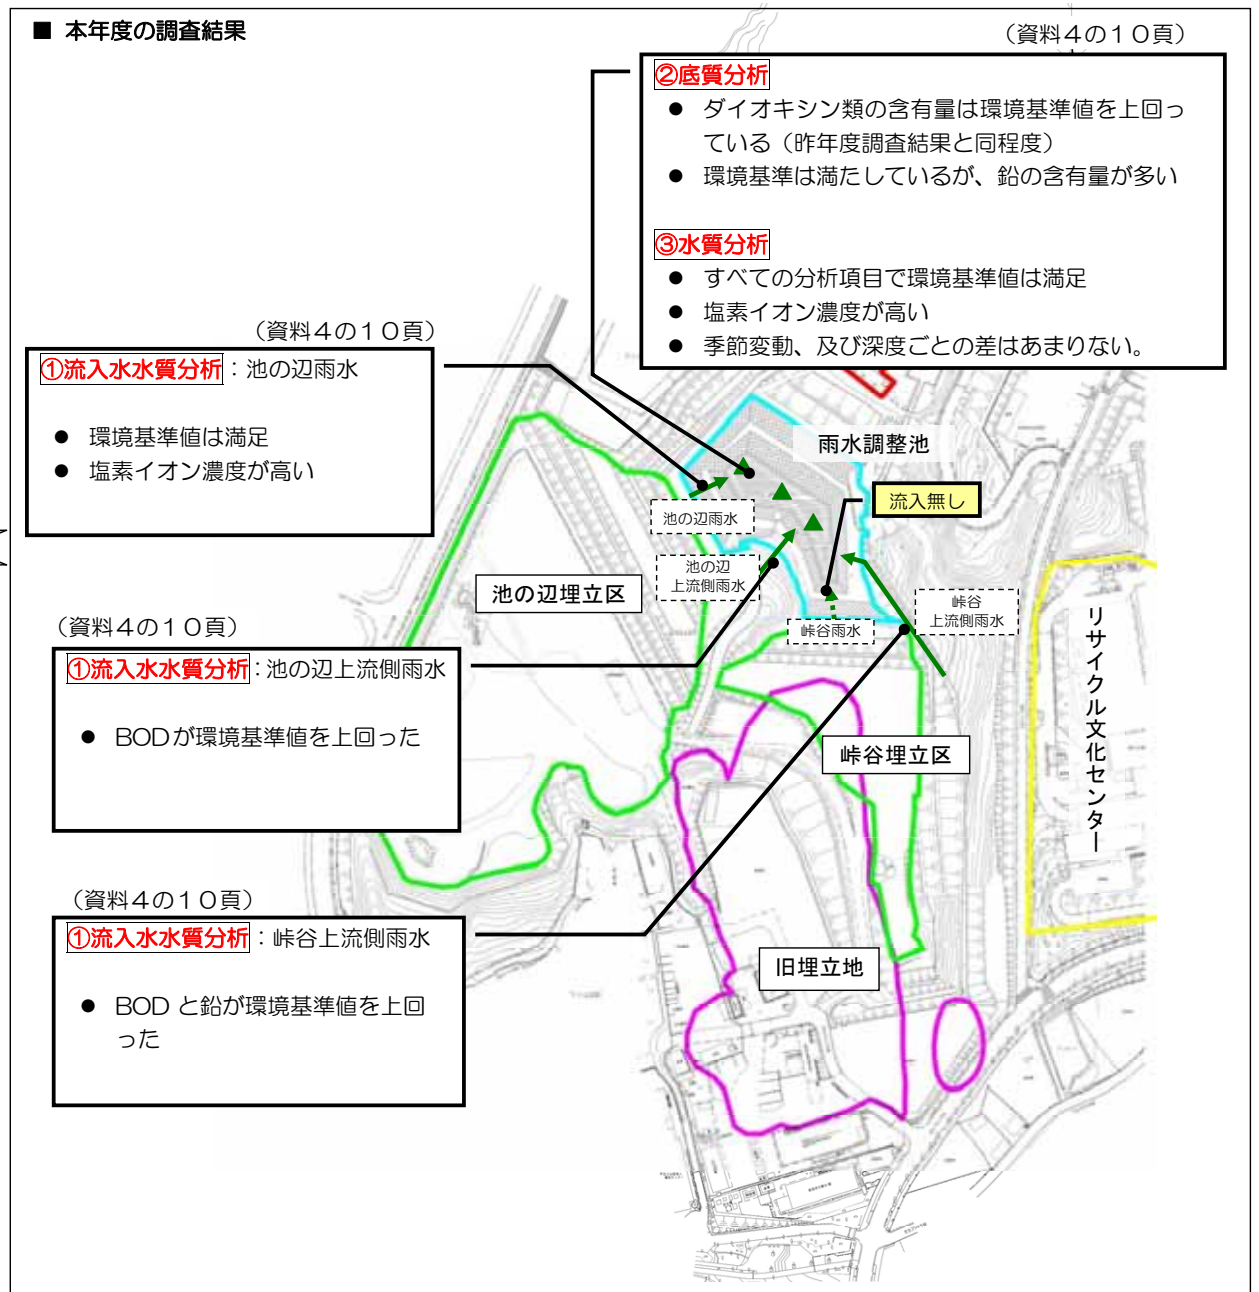 ■ 本年度の調査結果
（資料４の１０頁）
②底質分析
● ダイオキシン類の含有量は環境基準値を上回っ
ている（昨年度調査結果と同程度）
● 環境基準は満たしているが、鉛の含有量が多い
③水質分析
● すべての分析項目で環境基準値は満足
● 塩素イオン濃度が高い
● 季節変動、及び深度ごとの差はあまりない。
（資料４の１０頁）
①流入水水質分析：池の辺雨水
● 環境基準値は満足
● 塩素イオン濃度が高い
雨水調整池
流入無し
池の辺雨水
池の辺
上流側雨水
池の辺埋立区
峠谷
上流側雨水
峠谷雨水
（資料４の１０頁）
①流入水水質分析：池の辺上流側雨水
● BODが環境基準値を上回った
リサイクル文化センター
峠谷埋立区
（資料４の１０頁）
①流入水水質分析：峠谷上流側雨水
● BOD と鉛が環境基準値を上回
った
旧埋立地